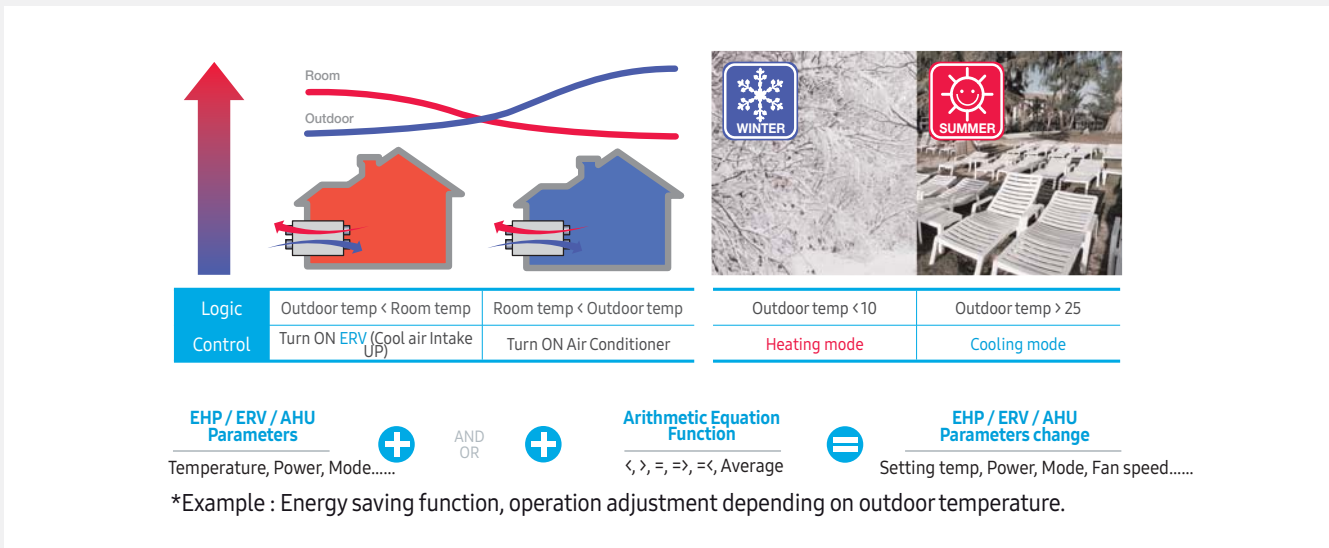 Room
Outdoor
WINTER
SUMMER
Logic
Outdoor temp < Room temp
Room temp < Outdoor temp
Outdoor temp < 10
Outdoor temp > 25
Control
Turn ON ERV (Cool air Intake
UP)
Turn ON Air Conditioner
Heating mode
Cooling mode
EHP / ERV / AHU
Parameters
Temperature, Power, Mode......
AND
OR
Arithmetic Equation
Function
<, >, =, =>, =<, Average
EHP / ERV / AHU
Parameters change
Setting temp, Power, Mode, Fan speed......
*Example : Energy saving function, operation adjustment depending on outdoor temperature.